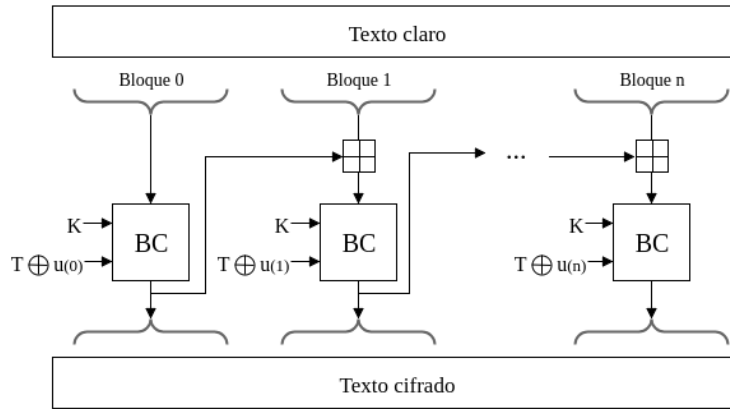 Texto claro
Bloque 0 Bloque 1 Bloque n
...
K K K
BC BC BC
T ⊕ u(0) T ⊕ u(1) T ⊕ u(n)
Texto cifrado